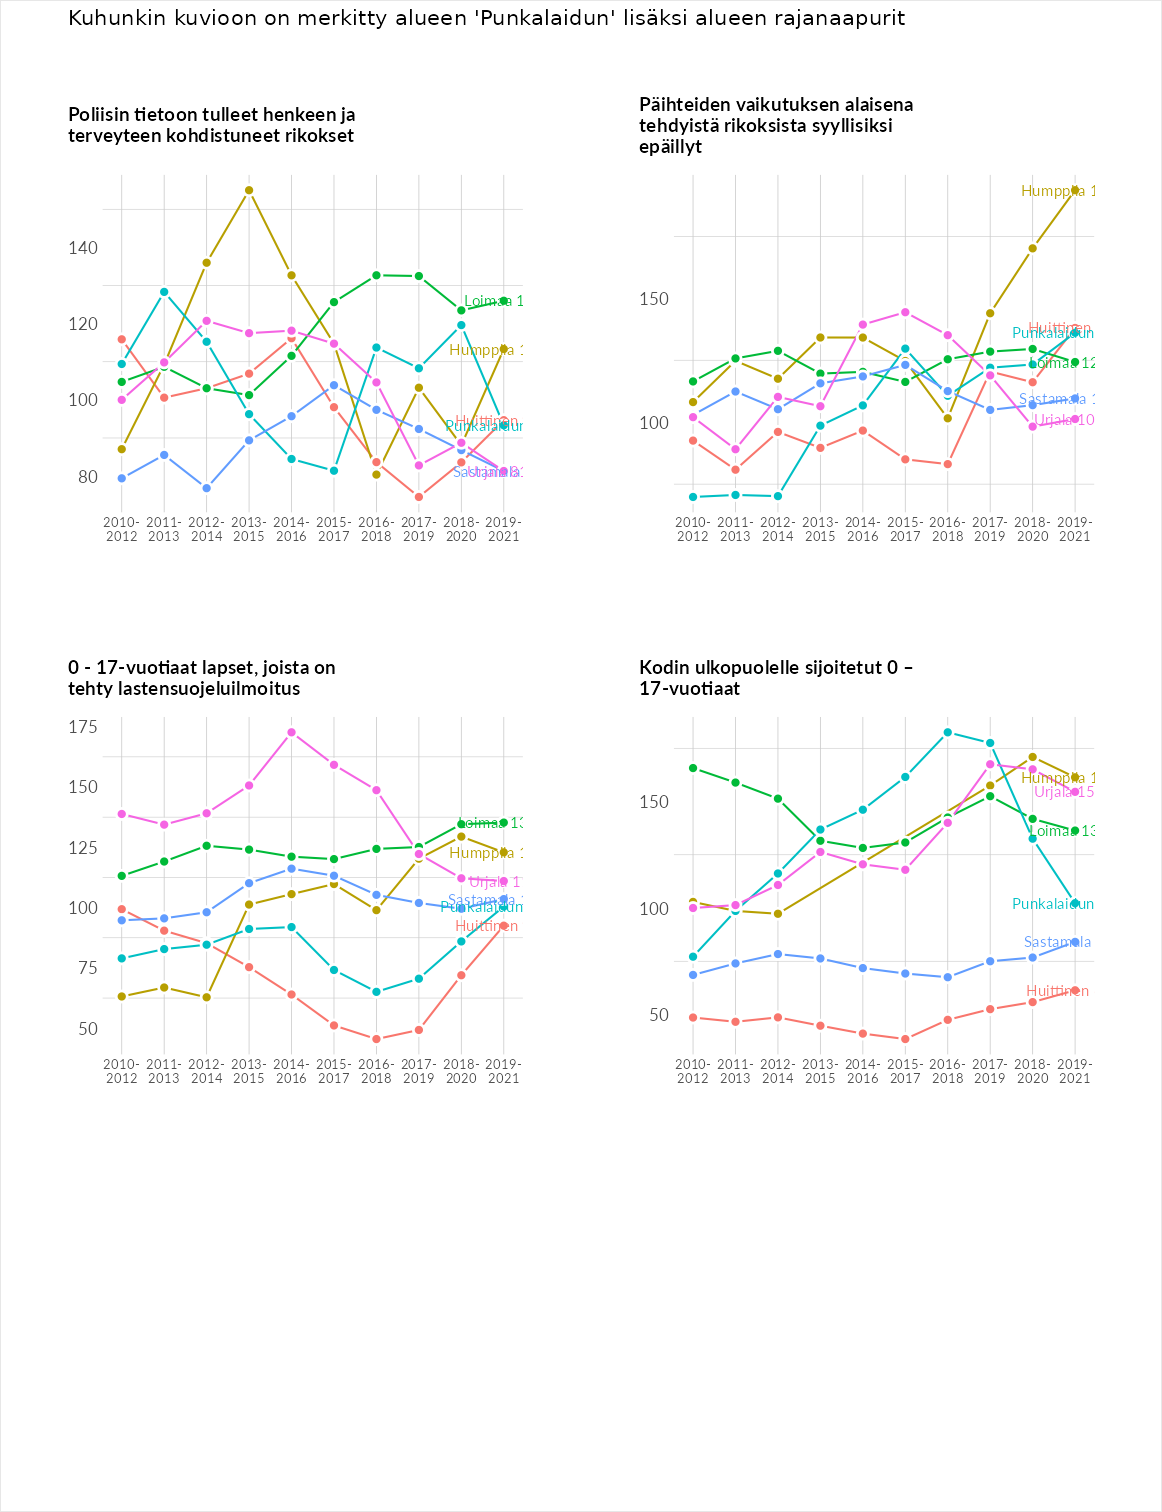 Kuhunkin kuvioon on merkitty alueen 'Punkalaidun' lisäksi alueen rajanaapurit
Poliisin tietoon tulleet henkeen ja
terveyteen kohdistuneet rikokset
140
120
100
80
Loimaa 1
Humppila 1
Huittinen
Punkalaidun
Sastamala
Urjala 81
2010- 2011- 2012- 2013- 2014- 2015- 2016- 2017- 2018- 2019-
2012 2013 2014 2015 2016 2017 2018 2019 2020 2021
Päihteiden vaikutuksen alaisena
tehdyistä rikoksista syyllisiksi
epäillyt
150
100
Humppila 1
Huittinen
Punkalaidun
Loimaa 12
Sastamala 1
Urjala 10
2010- 2011- 2012- 2013- 2014- 2015- 2016- 2017- 2018- 2019-
2012 2013 2014 2015 2016 2017 2018 2019 2020 2021
0 - 17-vuotiaat lapset, joista on
tehty lastensuojeluilmoitus
175
150
125
100
75
50
Loimaa 13
Humppila 1
Urjala 11
Sastamala 1
Punkalaidun
Huittinen
2010- 2011- 2012- 2013- 2014- 2015- 2016- 2017- 2018- 2019-
2012 2013 2014 2015 2016 2017 2018 2019 2020 2021
Kodin ulkopuolelle sijoitetut 0 –
17-vuotiaat
150
100
50
Humppila 1
Urjala 15
Loimaa 13
Punkalaidun
Sastamala
Huittinen
2010- 2011- 2012- 2013- 2014- 2015- 2016- 2017- 2018- 2019-
2012 2013 2014 2015 2016 2017 2018 2019 2020 2021